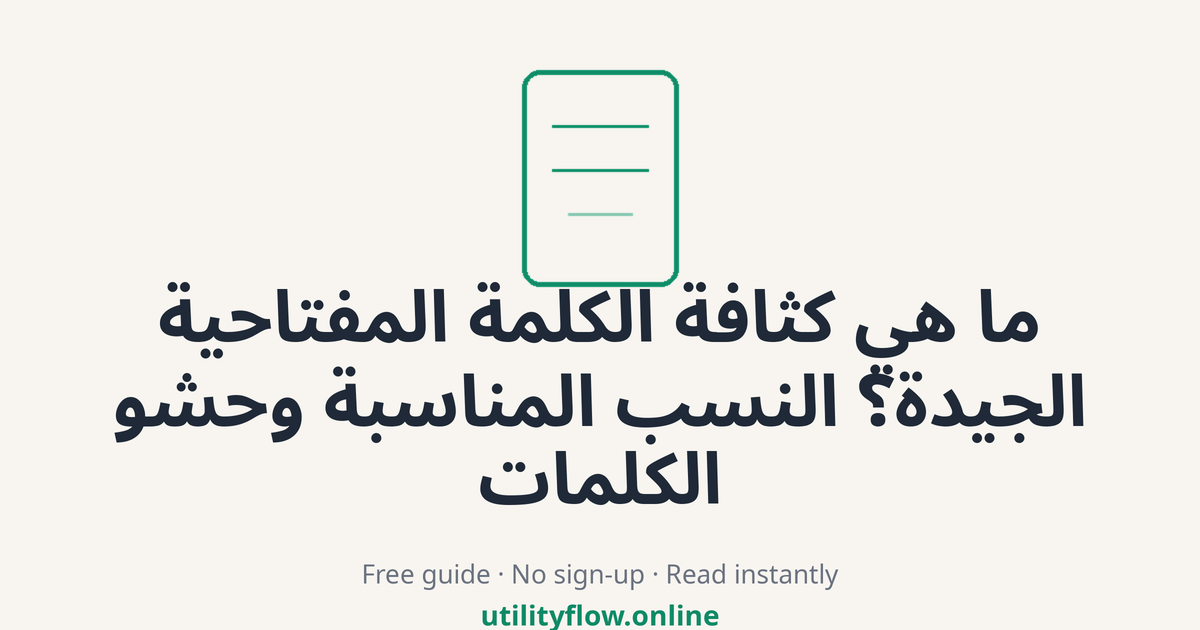 ما هي كثافة الكلمة المفتاحية
الجيدة؟ النسب المناسبة وحشو
الكلمات
Free guide · No sign-up · Read instantly
utilityflow.online